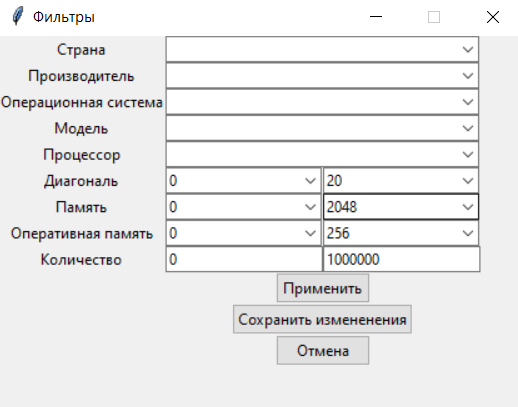 Фильтры
Страна
Производитель
Операционная система
Модель
Процессор
Диагональ 0 20
Память 0 2048
Оперативная память 0 256
Количество 0 1000000
Применить
Сохранить измененения
Отмена